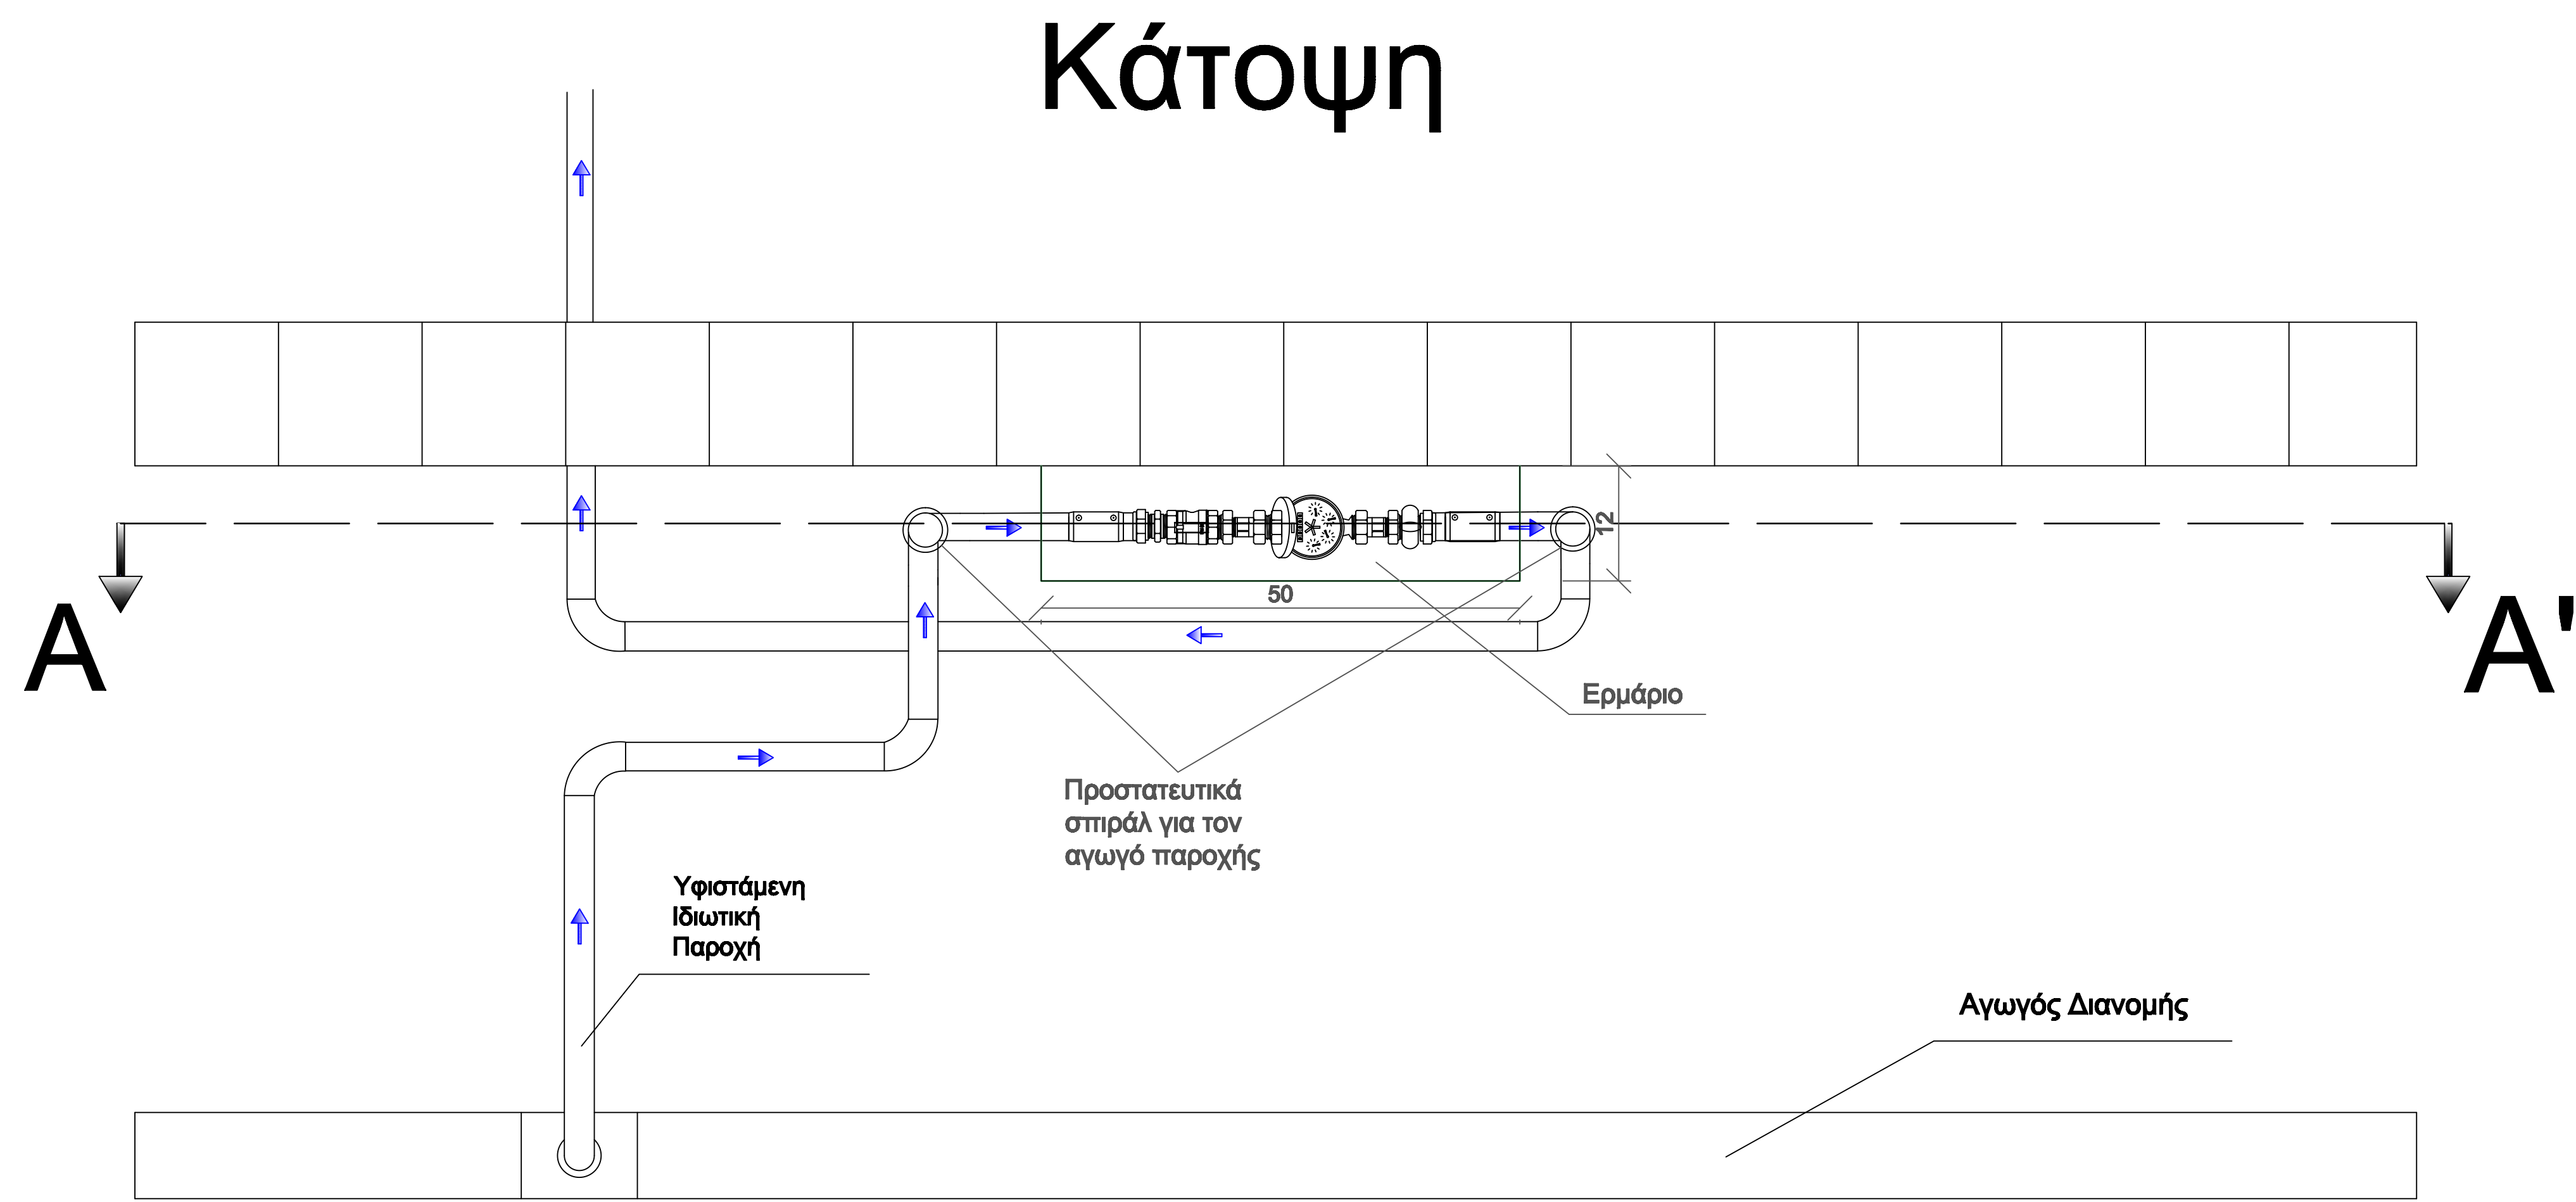 Κάτοψη
12
50
Α
Α'
Ερμάριο
Προστατευτικά
σπιράλ για τον
αγωγό παροχής
Υφιστάμενη
Ιδιωτική
Παροχή
Αγωγός Διανομής